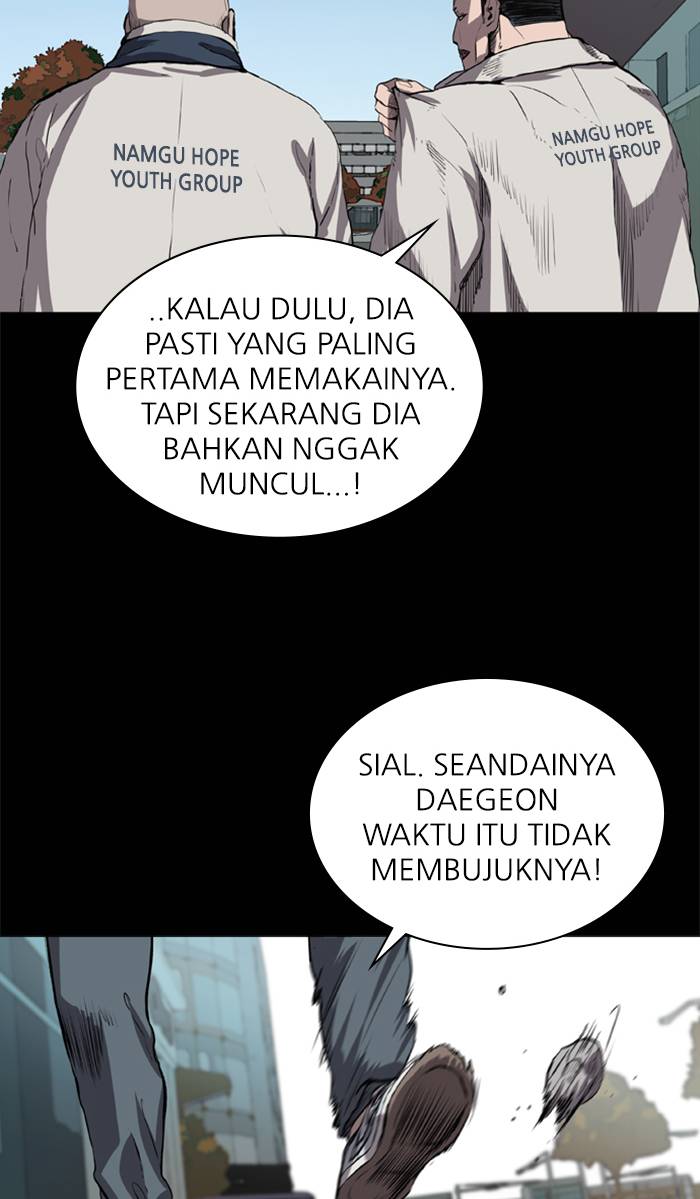 NAMGU HOPE
YOUTH GROUP
NAMGU HOPE
YOUTH GROUP
..KALAU DULU, DIA
PASTI YANG PALING
PERTAMA MEMAKAINYA.
TAPI SEKARANG DIA
BAHKAN NGGAK
MUNCUL...!
SIAL. SEANDAINYA
DAEGEON
WAKTU ITU TIDAK
MEMBUJUKNYA!